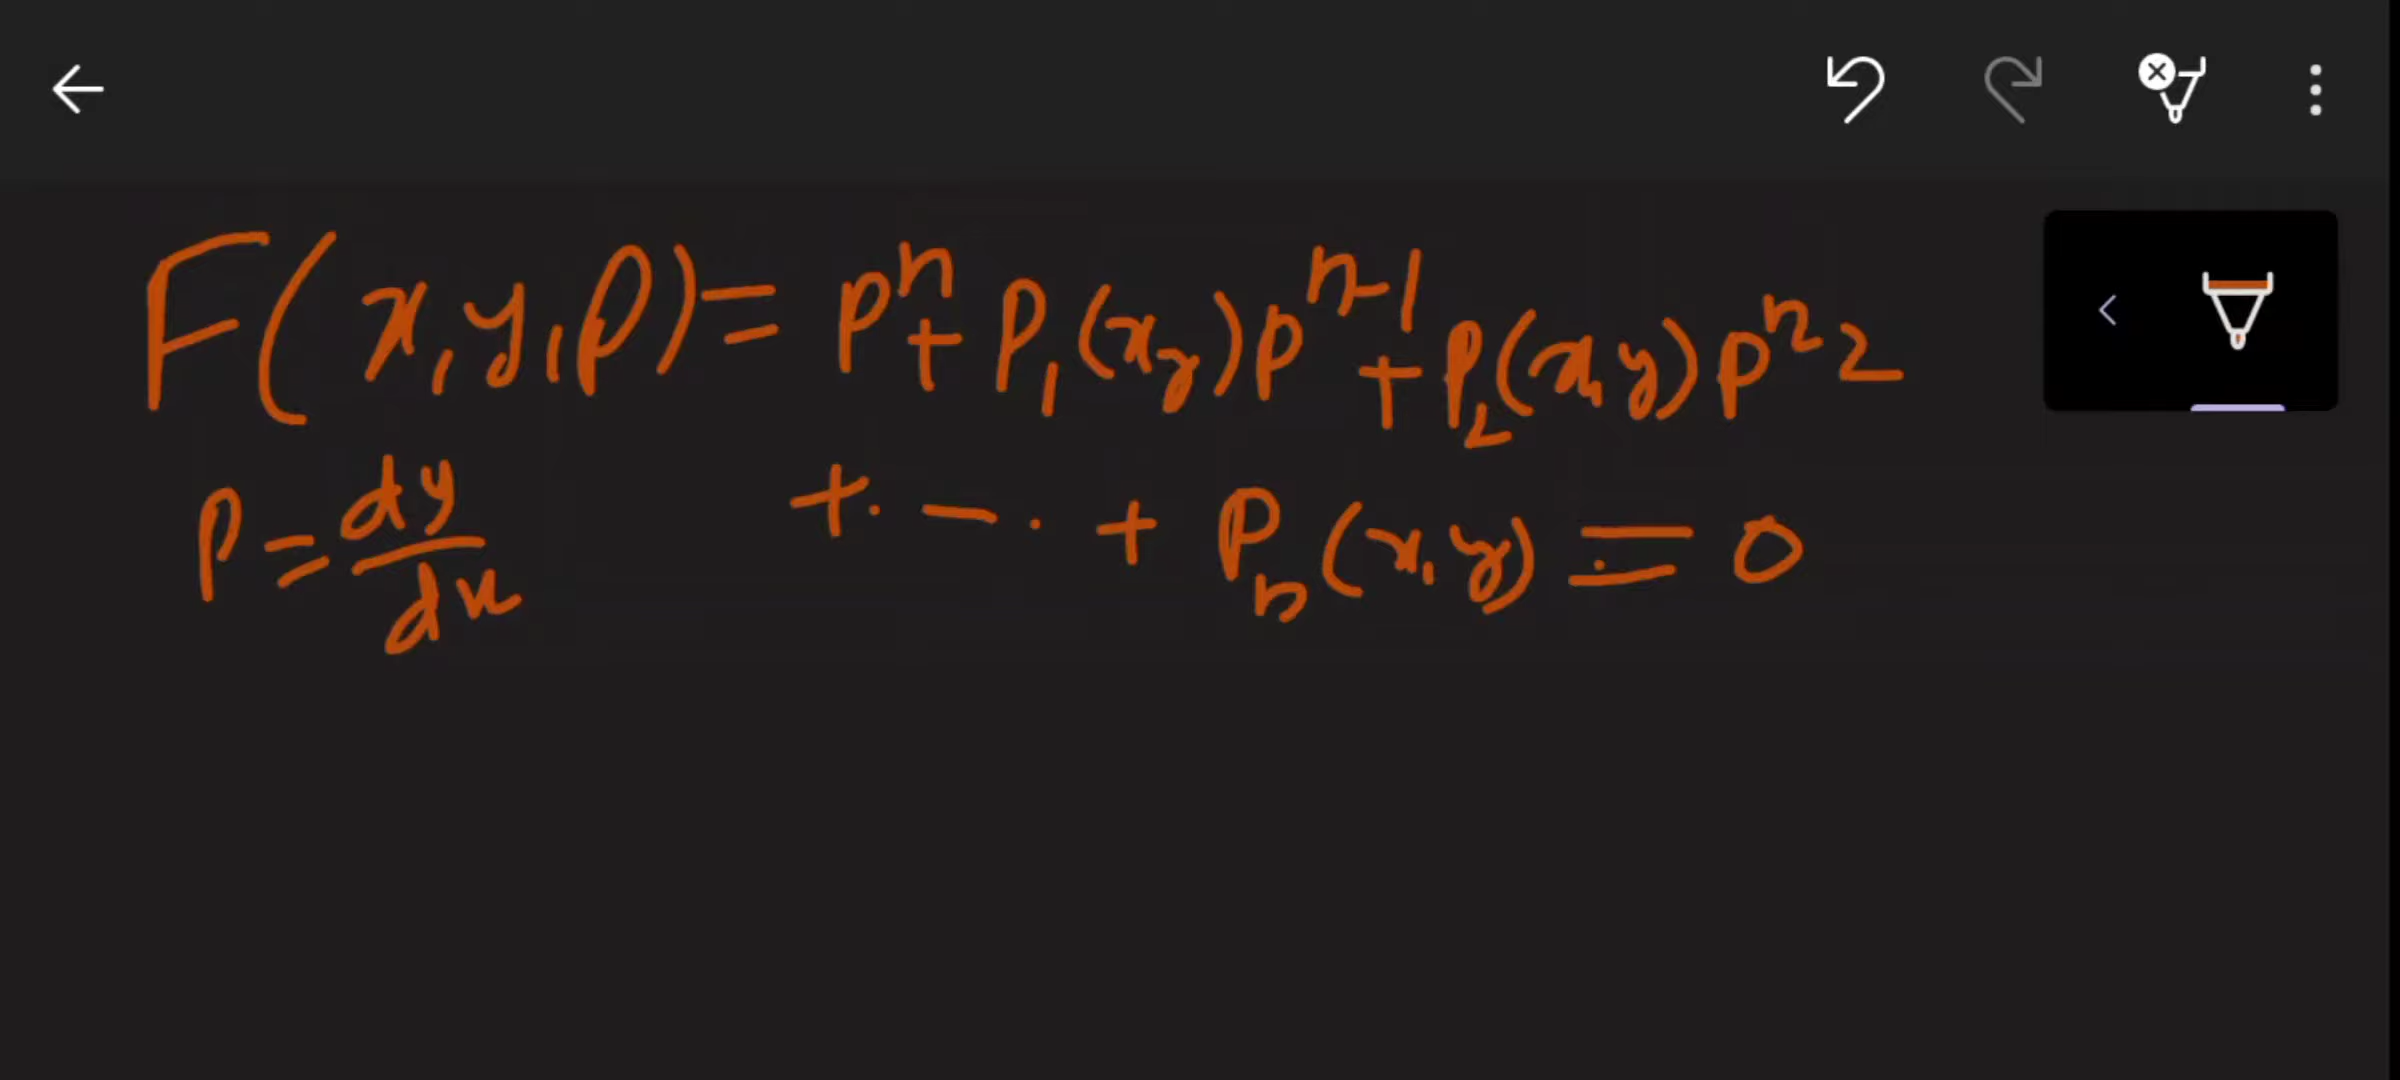 F(x,y,p) = pⁿ + P₁(x,y)pⁿ⁻¹ + P₂(x,y)pⁿ⁻²
p = dy/dx + . – . + Pₙ(x,y) = 0